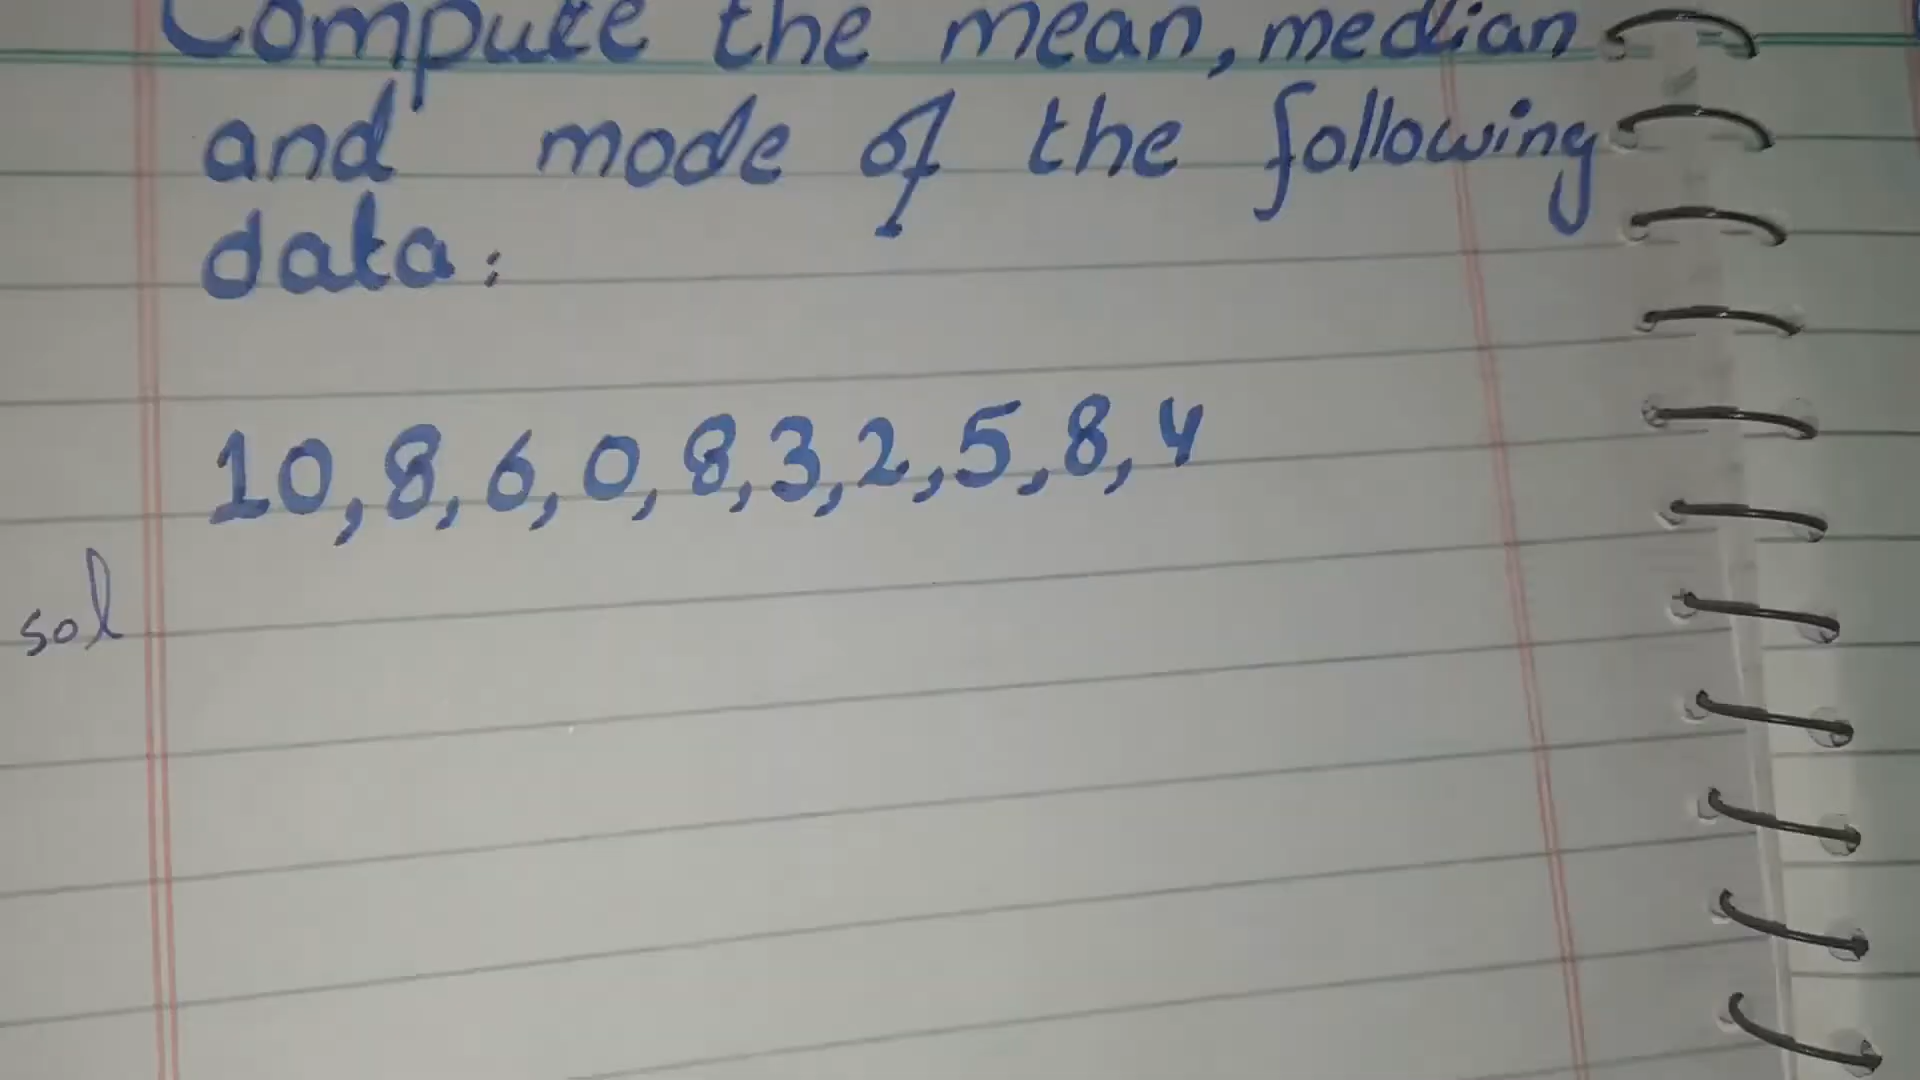 Compute the mean, median
and mode of the following
data:
10, 8, 6, 0, 8, 3, 2, 5, 8, 4
sol